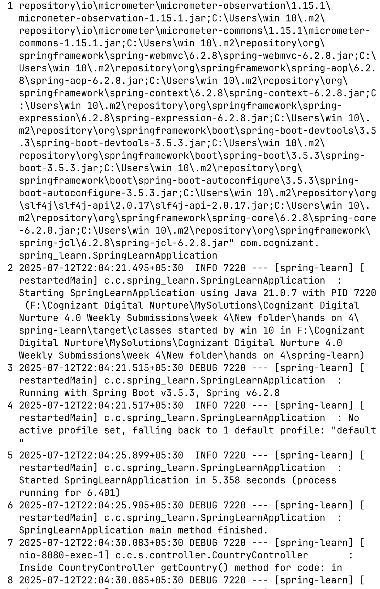 1 repository\io\micrometer\micrometer-observation\1.15.1\
micrometer-observation-1.15.1.jar;C:\Users\win 10\.m2\
repository\io\micrometer\micrometer-commons\1.15.1\micrometer-
commons-1.15.1.jar;C:\Users\win 10\.m2\repository\org\
springframework\spring-webmvc\6.2.8\spring-webmvc-6.2.8.jar;C:\
Users\win 10\.m2\repository\org\springframework\spring-aop\6.2.
8\spring-aop-6.2.8.jar;C:\Users\win 10\.m2\repository\org\
springframework\spring-context\6.2.8\spring-context-6.2.8.jar;C
:\Users\win 10\.m2\repository\org\springframework\spring-
expression\6.2.8\spring-expression-6.2.8.jar;C:\Users\win 10\.
m2\repository\org\springframework\boot\spring-boot-devtools\3.5
.3\spring-boot-devtools-3.5.3.jar;C:\Users\win 10\.m2\
repository\org\springframework\boot\spring-boot\3.5.3\spring-
boot-3.5.3.jar;C:\Users\win 10\.m2\repository\org\
springframework\boot\spring-boot-autoconfigure\3.5.3\spring-
boot-autoconfigure-3.5.3.jar;C:\Users\win 10\.m2\repository\org
\slf4j\slf4j-api\2.0.17\slf4j-api-2.0.17.jar;C:\Users\win 10\.
m2\repository\org\springframework\spring-core\6.2.8\spring-core
-6.2.8.jar;C:\Users\win 10\.m2\repository\org\springframework\
spring-jcl\6.2.8\spring-jcl-6.2.8.jar" com.cognizant.
spring_learn.SpringLearnApplication
2 2025-07-12T22:04:21.495+05:30  INFO 7220 --- [spring-learn] [
restartedMain] c.c.spring_learn.SpringLearnApplication  :
Starting SpringLearnApplication using Java 21.0.7 with PID 7220
(F:\Cognizant Digital Nurture\MySolutions\Cognizant Digital
Nurture 4.0 Weekly Submissions\week 4\New folder\hands on 4\
spring-learn\target\classes started by win 10 in F:\Cognizant
Digital Nurture\MySolutions\Cognizant Digital Nurture 4.0
Weekly Submissions\week 4\New folder\hands on 4\spring-learn)
3 2025-07-12T22:04:21.515+05:30 DEBUG 7220 --- [spring-learn] [
restartedMain] c.c.spring_learn.SpringLearnApplication  :
Running with Spring Boot v3.5.3, Spring v6.2.8
4 2025-07-12T22:04:21.517+05:30  INFO 7220 --- [spring-learn] [
restartedMain] c.c.spring_learn.SpringLearnApplication  : No
active profile set, falling back to 1 default profile: "default
"
5 2025-07-12T22:04:25.899+05:30  INFO 7220 --- [spring-learn] [
restartedMain] c.c.spring_learn.SpringLearnApplication  :
Started SpringLearnApplication in 5.358 seconds (process
running for 6.401)
6 2025-07-12T22:04:25.905+05:30 DEBUG 7220 --- [spring-learn] [
restartedMain] c.c.spring_learn.SpringLearnApplication  :
SpringLearnApplication main method finished.
7 2025-07-12T22:04:30.083+05:30 DEBUG 7220 --- [spring-learn] [
nio-8080-exec-1] c.c.s.controller.CountryController       :
Inside CountryController getCountry() method for code: in
8 2025-07-12T22:04:30.085+05:30 DEBUG 7220 --- [spring-learn] [